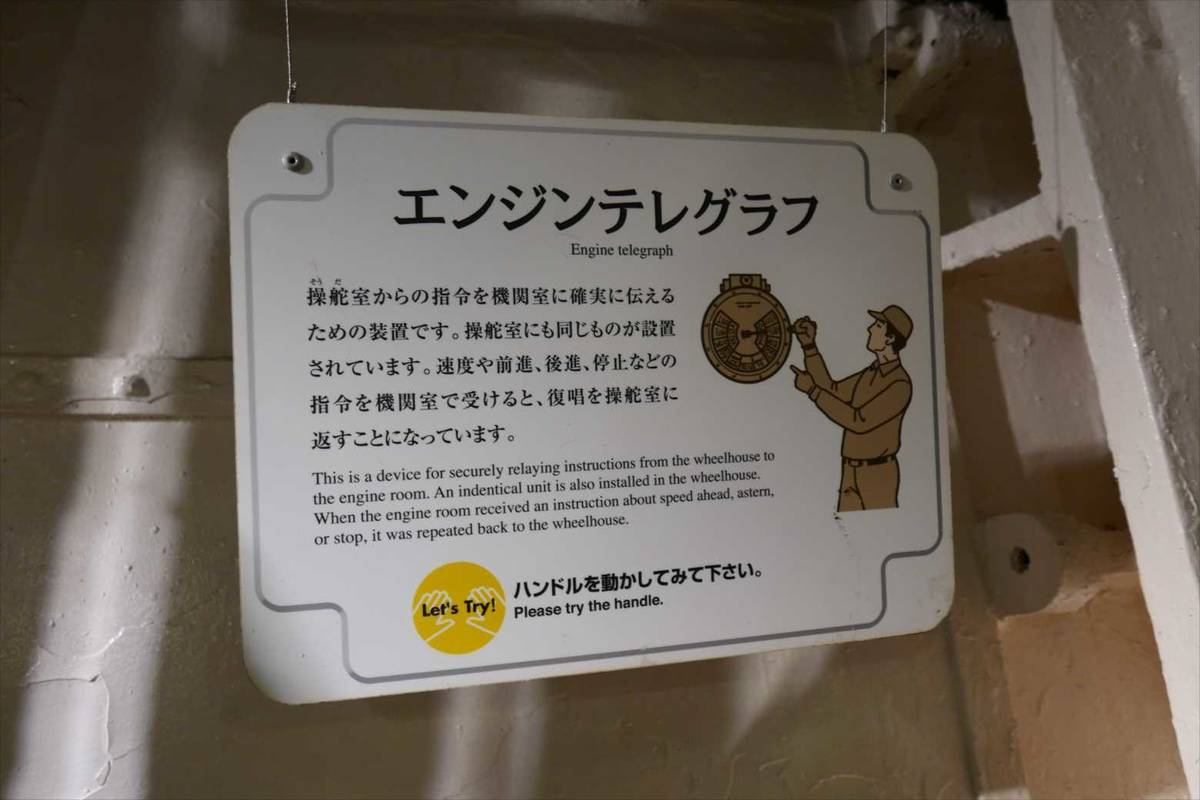 エンジンテレグラフ
Engine telegraph
そう だ
操舵室からの指令を機関室に確実に伝える
ための装置です。操舵室にも同じものが設置
されています。速度や前進、後進、停止などの
指令を機関室で受けると、復唱を操舵室に
返すことになっています。
This is a device for securely relaying instructions from the wheelhouse to
the engine room. An indentical unit is also installed in the wheelhouse.
When the engine room received an instruction about speed ahead, astern,
or stop, it was repeated back to the wheelhouse.
Let's Try!
ハンドルを動かしてみて下さい。
Please try the handle.